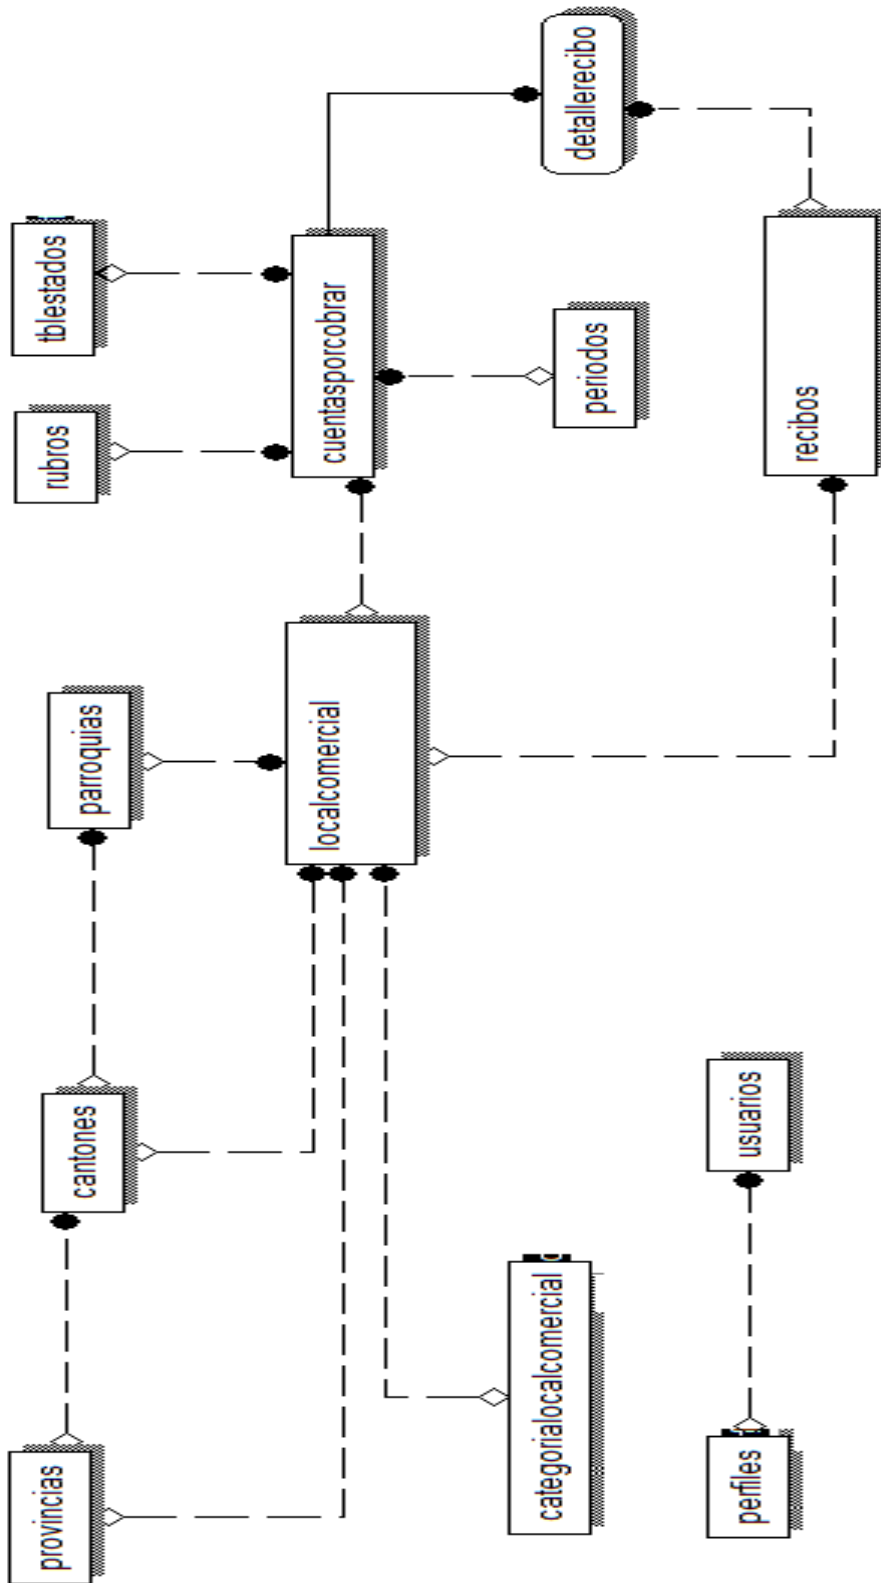 provincias
cantones
parroquias
rubros
tblestados
categorialocalcomercial
localcomercial
cuentasporcobrar
periodos
detallerecibo
perfiles
usuarios
recibos